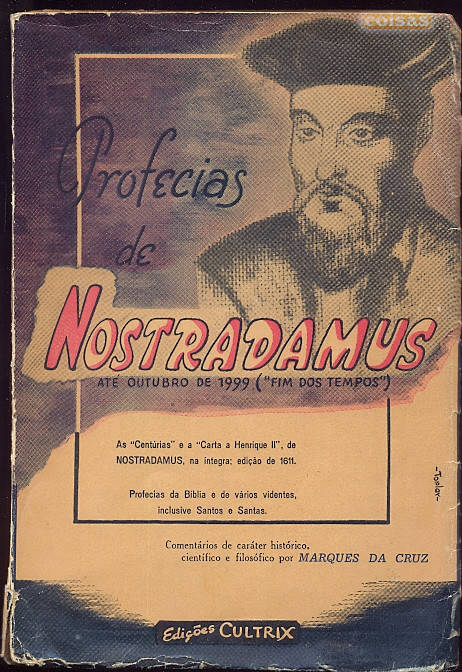 coisas
Profecias
de
NOSTRADAMUS
ATÉ OUTUBRO DE 1999 ("FIM DOS TEMPOS")
As "Centúrias" e a "Carta a Henrique II", de
NOSTRADAMUS, na íntegra; edição de 1611.
Profecias da Bíblia e de vários videntes,
inclusive Santos e Santas.
Comentários de caráter histórico,
científico e filosófico por MARQUES DA CRUZ
Edições CULTRIX